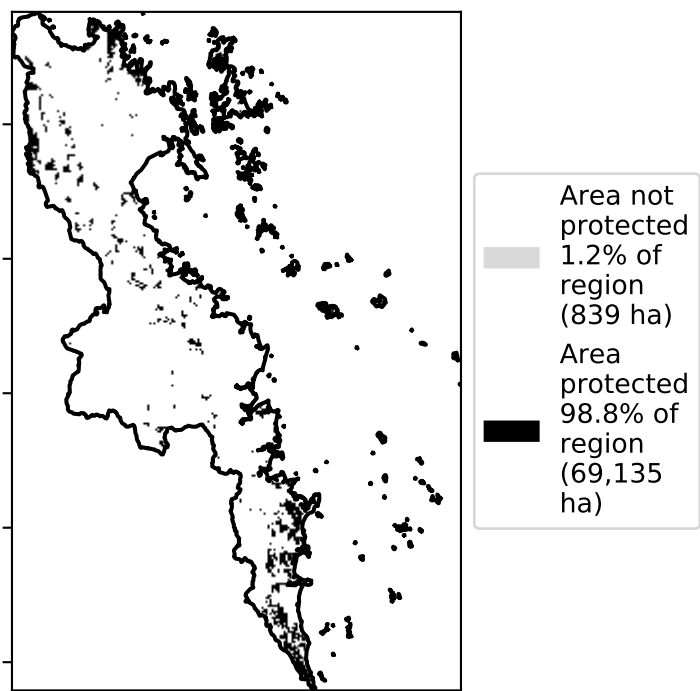 Area not
protected
1.2% of
region
(839 ha)
Area
protected
98.8% of
region
(69,135
ha)